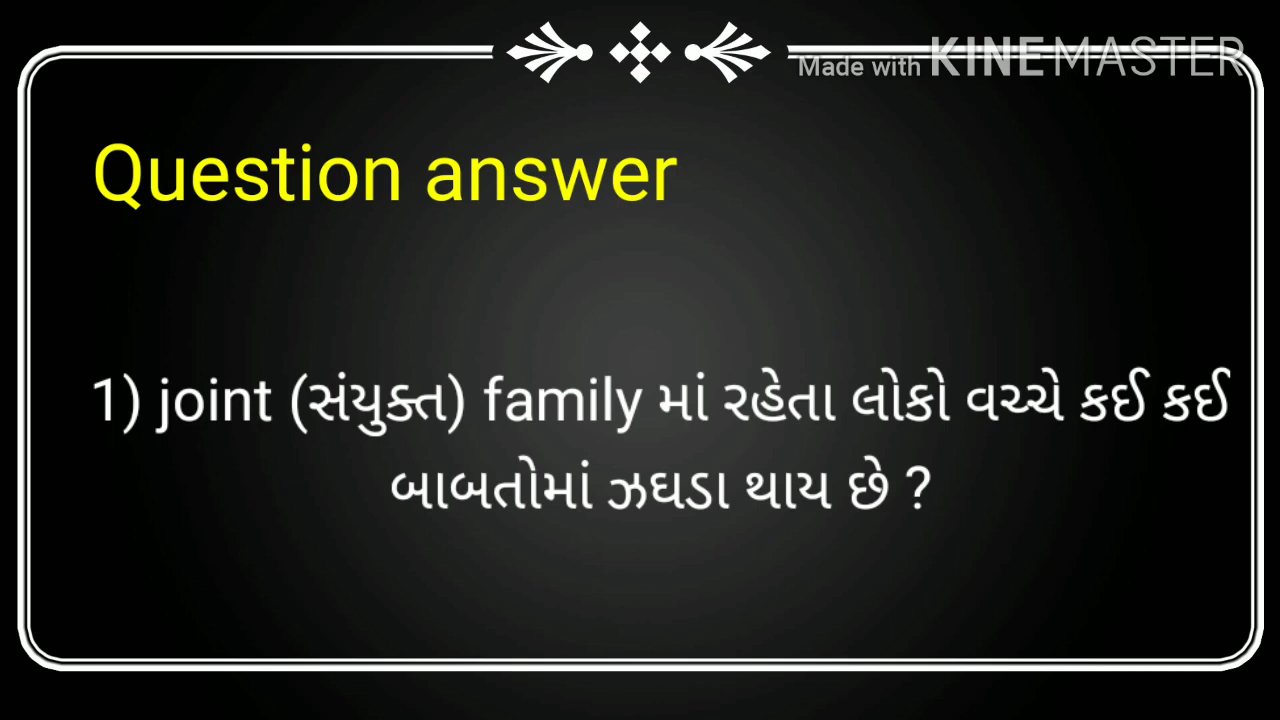 Made with KINEMASTER
Question answer
1) joint (સંયુક્ત) family માં રહેતા લોકો વચ્ચે કઈ કઈ
બાબતોમાં ઝઘડા થાય છે ?